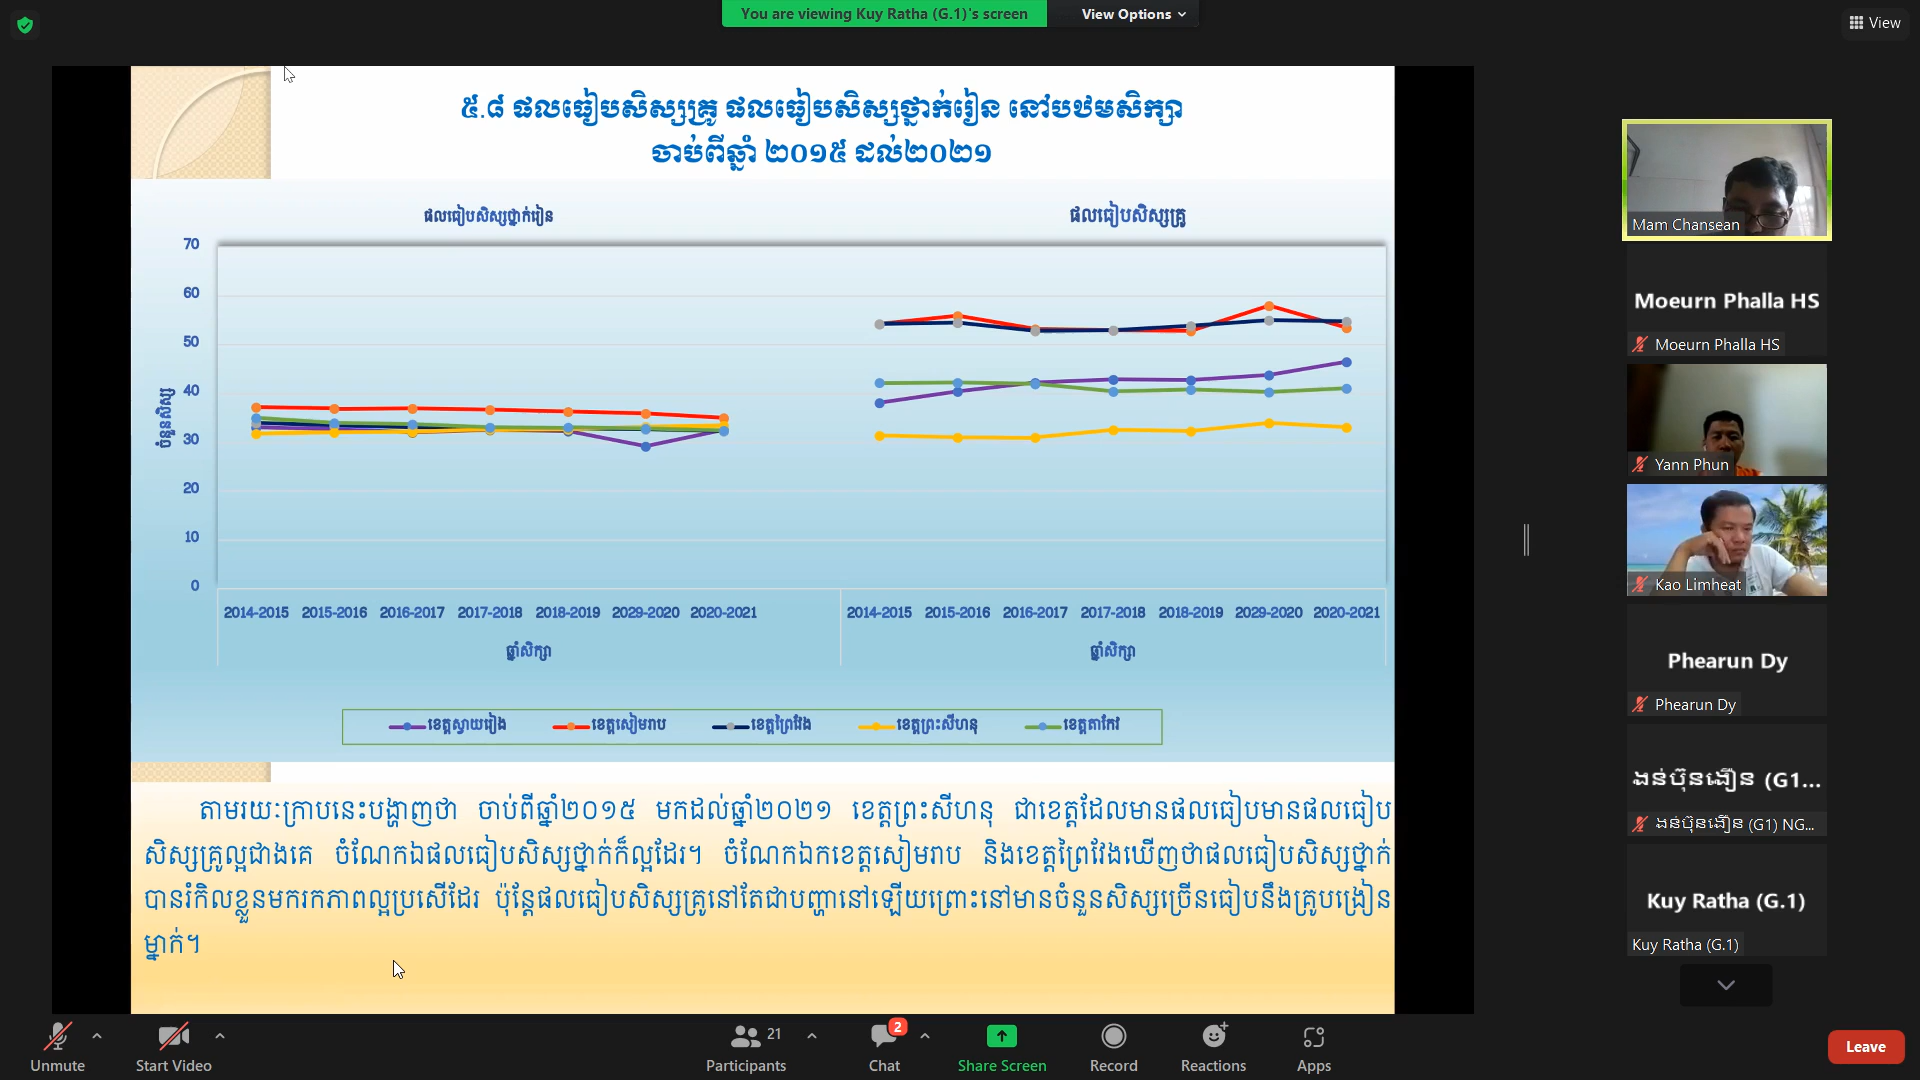 You are viewing Kuy Ratha (G.1)'s screen
View Options
View
៥.៨ ផលធៀបសិស្សគ្រូ ផលធៀបសិស្សថ្នាក់រៀន នៅបឋមសិក្សា
ចាប់ពីឆ្នាំ ២០១៥ ដល់២០២១
ផលធៀបសិស្សថ្នាក់រៀន
ផលធៀបសិស្សគ្រូ
70
60
50
40
30
20
10
0
ចំនួនសិស្ស
2014-2015 2015-2016 2016-2017 2017-2018 2018-2019 2029-2020 2020-2021
2014-2015 2015-2016 2016-2017 2017-2018 2018-2019 2029-2020 2020-2021
ឆ្នាំសិក្សា
ឆ្នាំសិក្សា
ខេត្តស្វាយរៀង ខេត្តសៀមរាប ខេត្តព្រៃវែង ខេត្តព្រះសីហនុ ខេត្តតាកែវ
តាមរយៈក្រាបនេះបង្ហាញថា ចាប់ពីឆ្នាំ២០១៥ មកដល់ឆ្នាំ២០២១ ខេត្តព្រះសីហនុ ជាខេត្តដែលមានផលធៀបមានផលធៀប
សិស្សគ្រូល្អជាងគេ ចំណែកឯផលធៀបសិស្សថ្នាក់ក៏ល្អដែរ។ ចំណែកឯកខេត្តសៀមរាប និងខេត្តព្រៃវែងឃើញថាផលធៀបសិស្សថ្នាក់
បានរំកិលខ្លួនមករកភាពល្អប្រសើដែរ ប៉ុន្តែផលធៀបសិស្សគ្រូនៅតែជាបញ្ហានៅឡើយព្រោះនៅមានចំនួនសិស្សច្រើនធៀបនឹងគ្រូបង្រៀន
ម្នាក់។
Mam Chansean
Moeurn Phalla HS
Moeurn Phalla HS
Yann Phun
Kao Limheat
Phearun Dy
Phearun Dy
ងន់ប៊ុនងឿន (G1...
ងន់ប៊ុនងឿន (G1) NG...
Kuy Ratha (G.1)
Kuy Ratha (G.1)
Unmute
Start Video
21
Participants
2
Chat
Share Screen
Record
Reactions
Apps
Leave